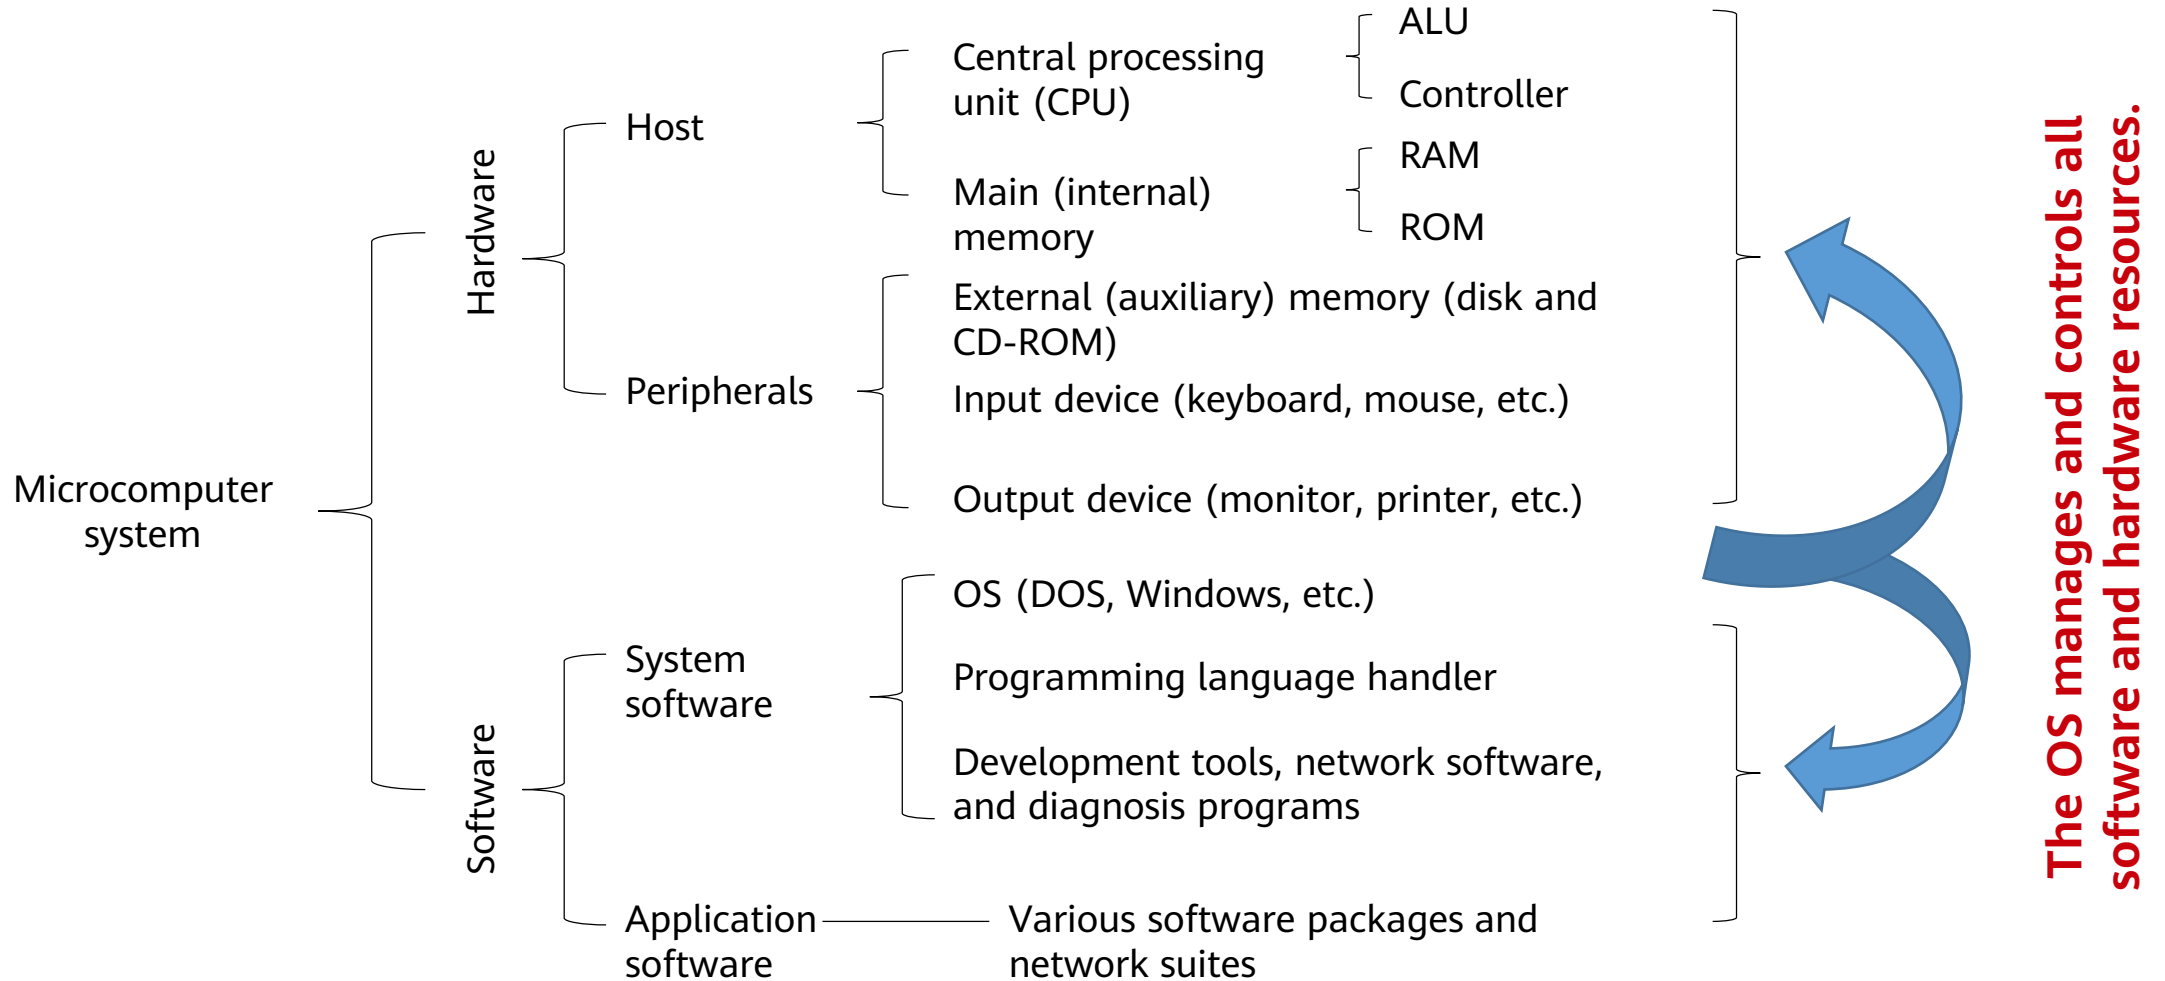 Microcomputer
system
Hardware
Host
Central processing
unit (CPU)
ALU
Controller
Main (internal)
memory
RAM
ROM
Peripherals
External (auxiliary) memory (disk and
CD-ROM)
Input device (keyboard, mouse, etc.)
Output device (monitor, printer, etc.)
Software
System
software
OS (DOS, Windows, etc.)
Programming language handler
Development tools, network software,
and diagnosis programs
Application
software
Various software packages and
network suites
The OS manages and controls all
software and hardware resources.